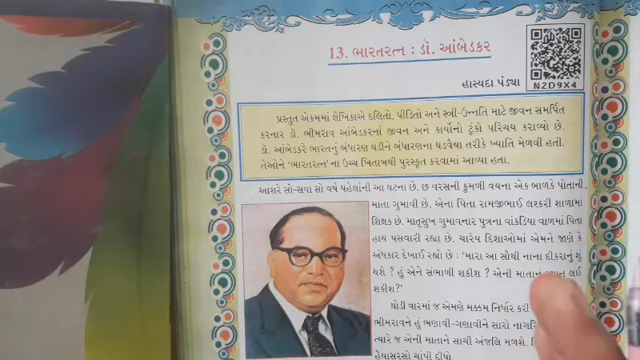 13. ભારતરત્ન : ડૉ. આંબેડકર
હાસ્યદા પંડ્યા
N2D9X4
પ્રસ્તુત એકમમાં લેખિકાએ દલિતો, પીડિતો અને સ્ત્રી-ઉન્નતિ માટે જીવન સમર્પિત
કરનાર ડૉ. ભીમરાવ આંબેડકરનાં જીવન અને કાર્યોનો ટૂંકો પરિચય કરાવ્યો છે.
ડૉ. આંબેડકરે ભારતનું બંધારણ ઘડીને બંધારણના ઘડવૈયા તરીકે ખ્યાતિ મેળવી હતી.
તેઓને 'ભારતરત્ન'ના ઉચ્ચ ખિતાબથી પુરસ્કૃત કરવામાં આવ્યા હતા.
આશરે સો-સવા સો વર્ષ પહેલાંની આ ઘટના છે. છ વરસની કુમળી વયના એક બાળકે પોતાની
માતા ગુમાવી છે. એના પિતા રામજીભાઈ લશ્કરી શાળામાં
શિક્ષક છે. માતૃસુખ ગુમાવનાર પુત્રના વાંકડિયા વાળમાં પિતા
હાથ પસવારી રહ્યા છે. ચારેય દિશાઓમાં એમને જાણે કે
અંધકાર દેખાઈ રહ્યો છે : 'મારા આ સૌથી નાના દીકરાનું શું
થશે ? હું એને સંભાળી શકીશ ? એની માતાનું લઈ
શકીશ ?'
થોડી વારમાં જ એમણે મક્કમ નિર્ધાર કરી
ભીમરાવને હું ભણાવી-ગણાવીને સારો
ત્યારે જ એની માતાને સાચી અંજલિ મળશે.
હૈયાસરસો ચાંપી દીધો